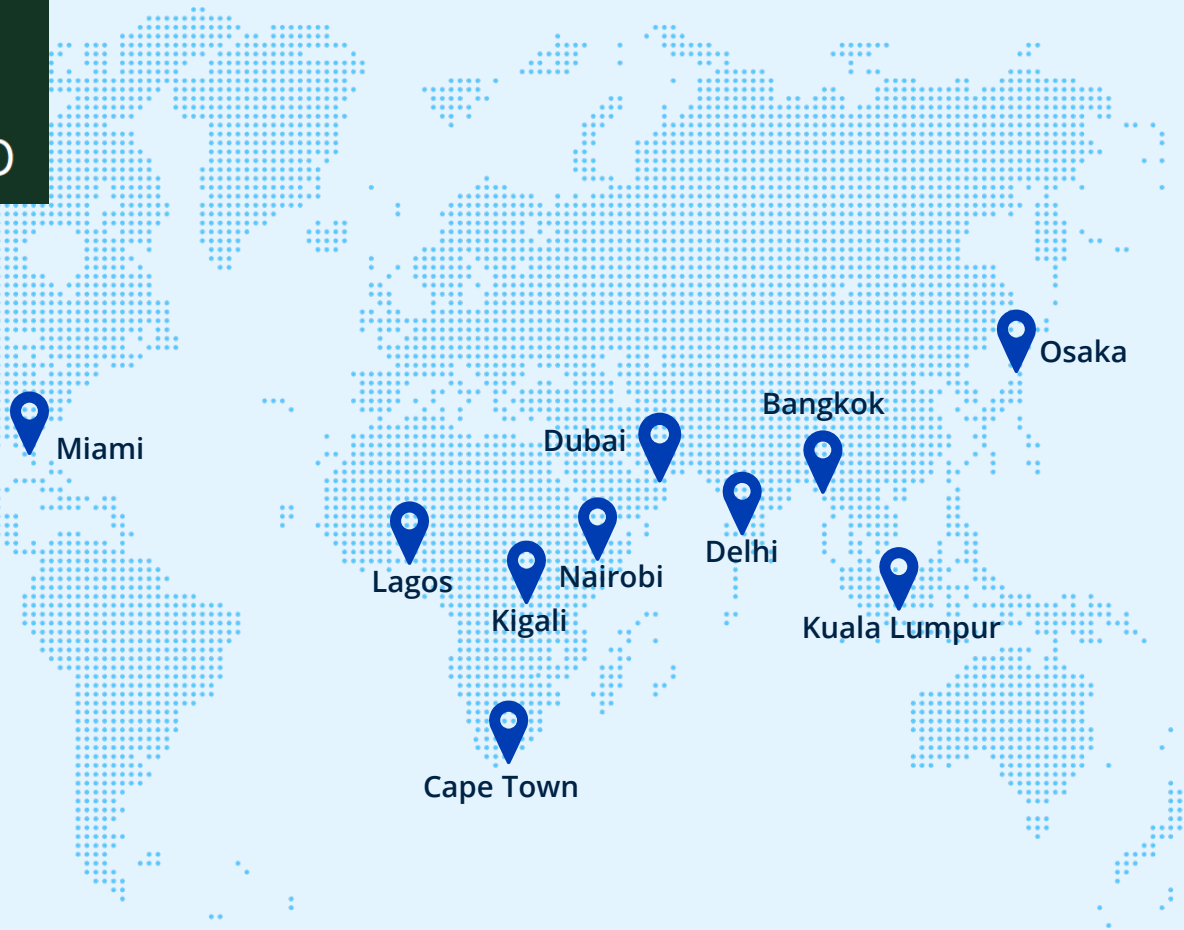 Osaka
Bangkok
Dubai
Miami
Delhi
Nairobi
Lagos
Kigali
Kuala Lumpur
Cape Town